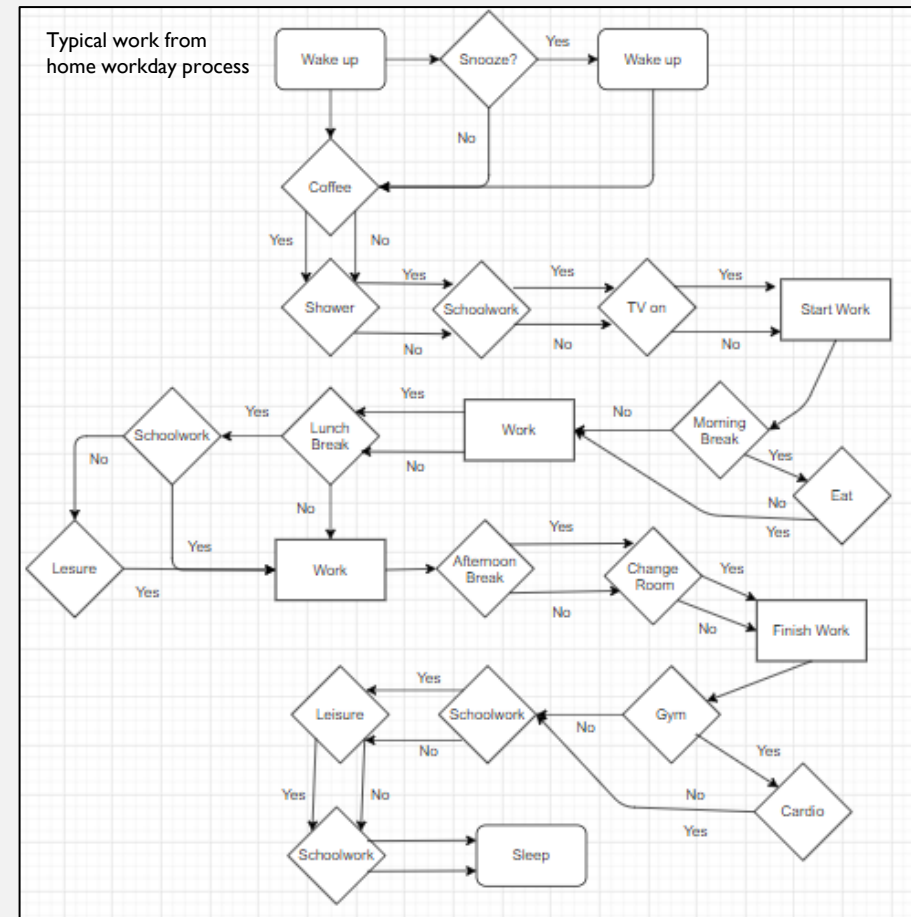 Typical work from
home workday process
Wake up
Snooze?
Yes
Wake up
No
Coffee
Yes
No
Shower
Yes
No
Schoolwork
Yes
No
TV on
Yes
No
Start Work
Morning
Break
No
Yes
Eat
No
Yes
Work
Yes
No
Lunch
Break
Yes
No
Schoolwork
No
Yes
Lesure
Yes
Work
Afternoon
Break
Yes
No
Change
Room
Yes
No
Finish Work
Gym
No
Yes
Cardio
No
Yes
Schoolwork
Yes
No
Leisure
Yes
No
Schoolwork
Sleep